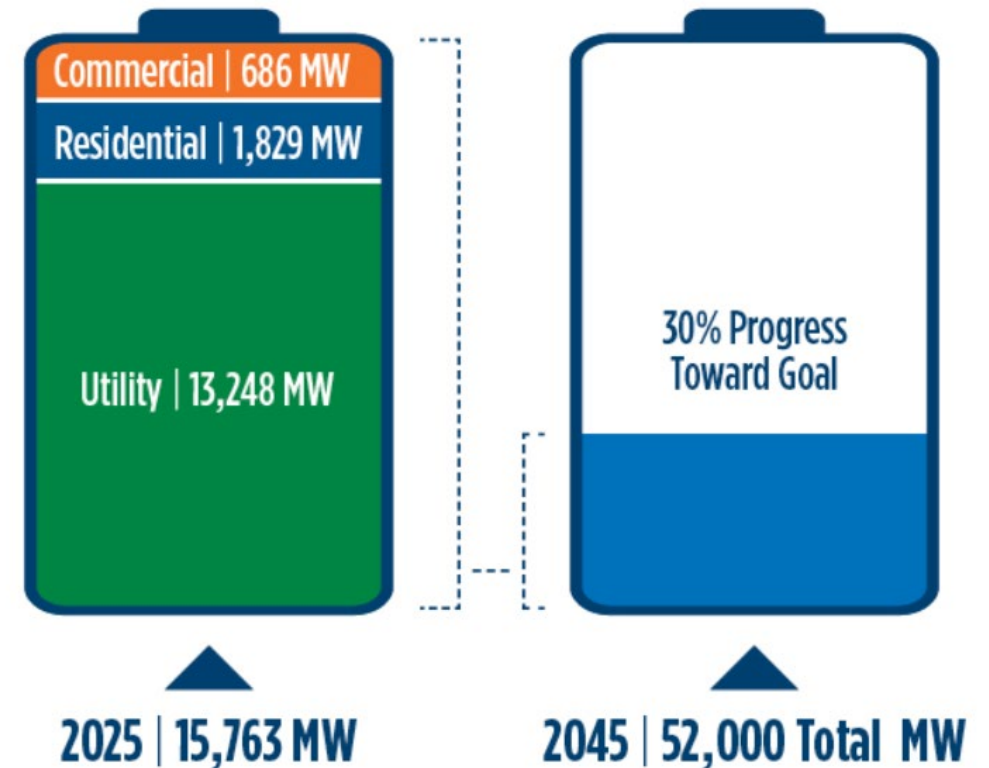 Commercial | 686 MW
Residential | 1,829 MW
Utility | 13,248 MW
30% Progress
Toward Goal
2025 | 15,763 MW
2045 | 52,000 Total MW